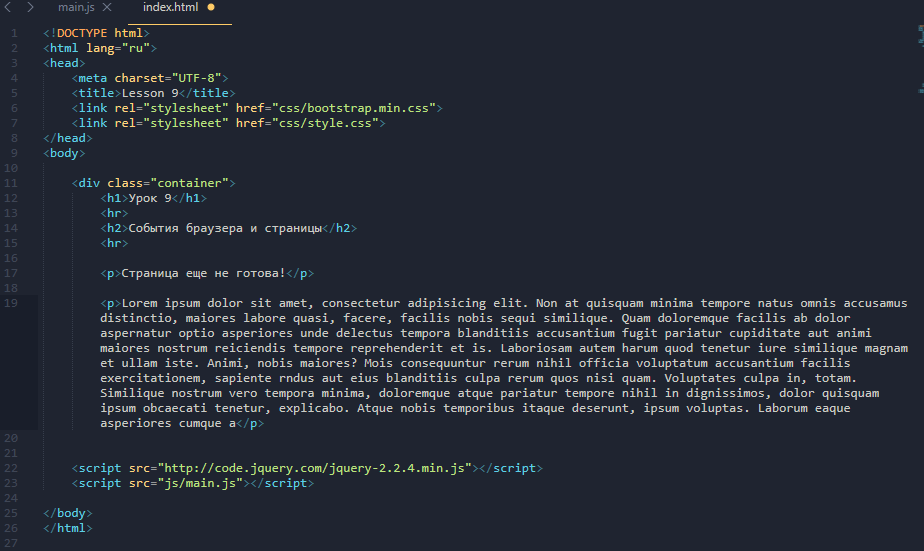 main.js
index.html
1 <!DOCTYPE html>
2 <html lang="ru">
3 <head>
4 <meta charset="UTF-8">
5 <title>Lesson 9</title>
6 <link rel="stylesheet" href="css/bootstrap.min.css">
7 <link rel="stylesheet" href="css/style.css">
8 </head>
9 <body>
10
11 <div class="container">
12 <h1>Урок 9</h1>
13 <hr>
14 <h2>События браузера и страницы</h2>
15 <hr>
16
17 <p>Страница еще не готова!</p>
18
19 <p>Lorem ipsum dolor sit amet, consectetur adipisicing elit. Non at quisquam minima tempore natus omnis accusamus
distinctio, maiores labore quasi, facere, facilis nobis sequi similique. Quam doloremque facilis ab dolor
aspernatur optio asperiores unde delectus tempora blanditiis accusantium fugit pariatur cupiditate aut animi
maiores nostrum reiciendis tempore reprehenderit et is. Laboriosam autem harum quod tenetur iure similique magnam
et ullam iste. Animi, nobis maiores? Mois consequuntur rerum nihil officia voluptatum accusantium facilis
exercitationem, sapiente rndus aut eius blanditiis culpa rerum quos nisi quam. Voluptates culpa in, totam.
Similique nostrum vero tempora minima, doloremque atque pariatur tempore nihil in dignissimos, dolor quisquam
ipsum obcaecati tenetur, explicabo. Atque nobis temporibus itaque deserunt, ipsum voluptas. Laborum eaque
asperiores cumque a</p>
20
21
22 <script src="http://code.jquery.com/jquery-2.2.4.min.js"></script>
23 <script src="js/main.js"></script>
24
25 </body>
26 </html>
27